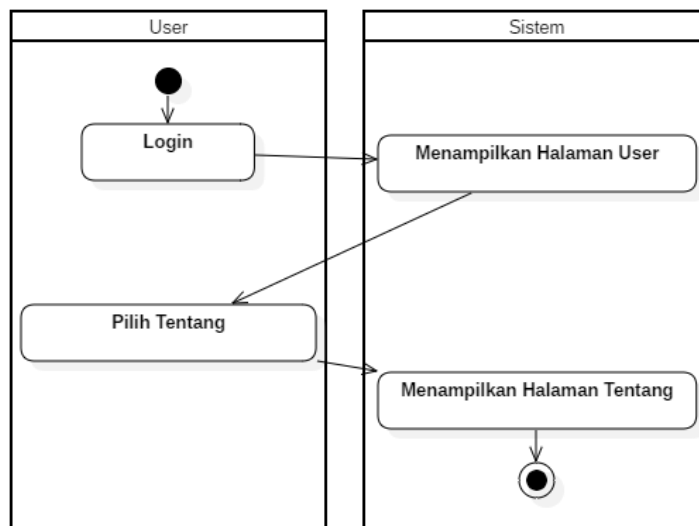 User
Sistem
Login
Menampilkan Halaman User
Pilih Tentang
Menampilkan Halaman Tentang